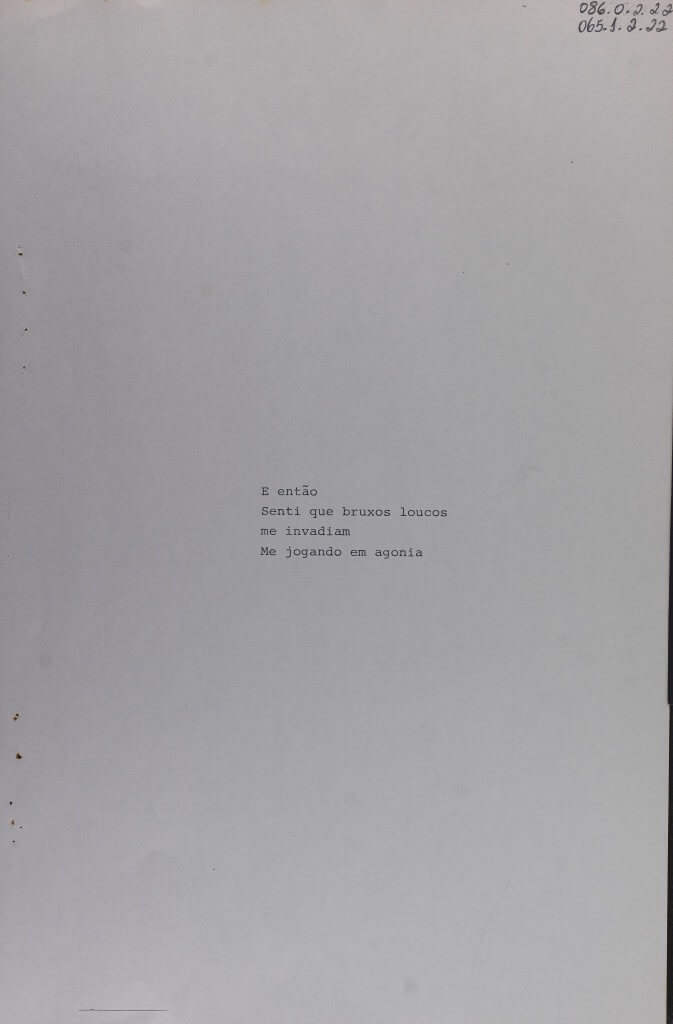 086.0.2.22
065.1.2.22
E então
Senti que bruxos loucos
me invadiam
Me jogando em agonia